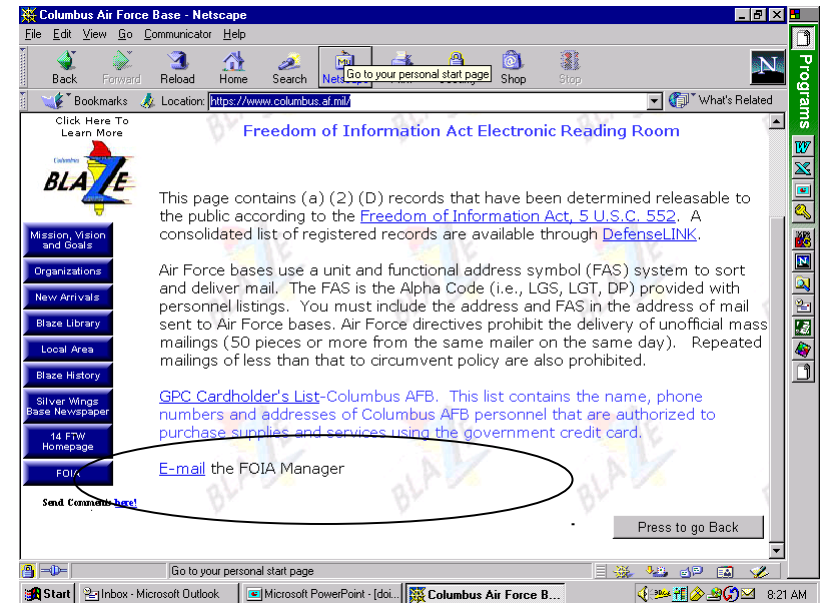 Columbus Air Force Base - Netscape
File Edit View Go Communicator Help
Back Forward Reload Home Search Shop Stop
Go to your personal start page
N
Bookmarks Location: https://www.columbus.af.mil/ What's Related
Click Here To
Learn More
Columbus
BLAZE
Mission, Vision
and Goals
Organizations
New Arrivals
Blaze Library
Local Area
Blaze History
Silver Wings
Base Newspaper
14 FTW
Homepage
FOIA
Send Comments here!
Freedom of Information Act Electronic Reading Room
This page contains (a) (2) (D) records that have been determined releasable to
the public according to the Freedom of Information Act, 5 U.S.C. 552. A
consolidated list of registered records are available through DefenseLINK.
Air Force bases use a unit and functional address symbol (FAS) system to sort
and deliver mail. The FAS is the Alpha Code (i.e., LGS, LGT, DP) provided with
personnel listings. You must include the address and FAS in the address of mail
sent to Air Force bases. Air Force directives prohibit the delivery of unofficial mass
mailings (50 pieces or more from the same mailer on the same day). Repeated
mailings of less than that to circumvent policy are also prohibited.
GPC Cardholder's List-Columbus AFB. This list contains the name, phone
numbers and addresses of Columbus AFB personnel that are authorized to
purchase supplies and services using the government credit card.
E-mail the FOIA Manager
Press to go Back
Go to your personal start page
Start Inbox - Microsoft Outlook Microsoft PowerPoint - [doi... Columbus Air Force B... 8:21 AM
Programs